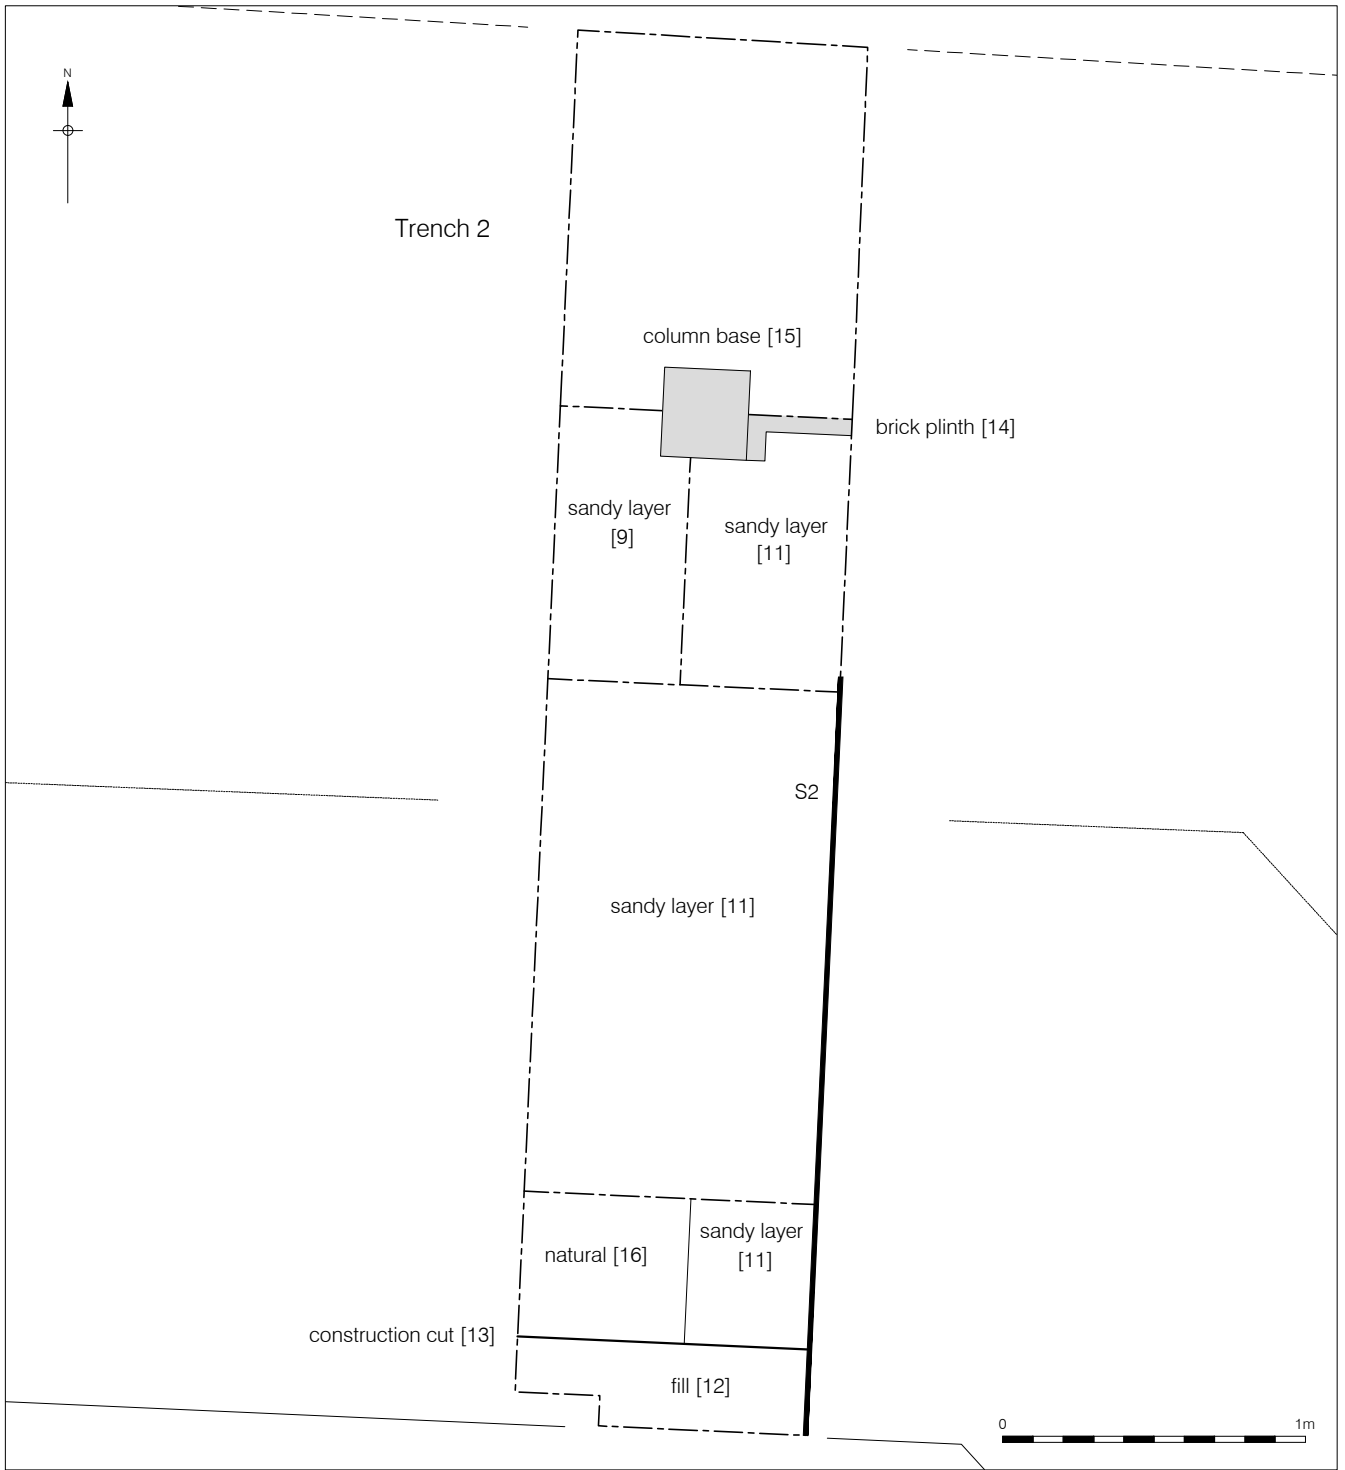 N
Trench 2
column base [15]
brick plinth [14]
sandy layer
[9]
sandy layer
[11]
S2
sandy layer [11]
sandy layer
[11]
natural [16]
construction cut [13]
fill [12]
0 1m